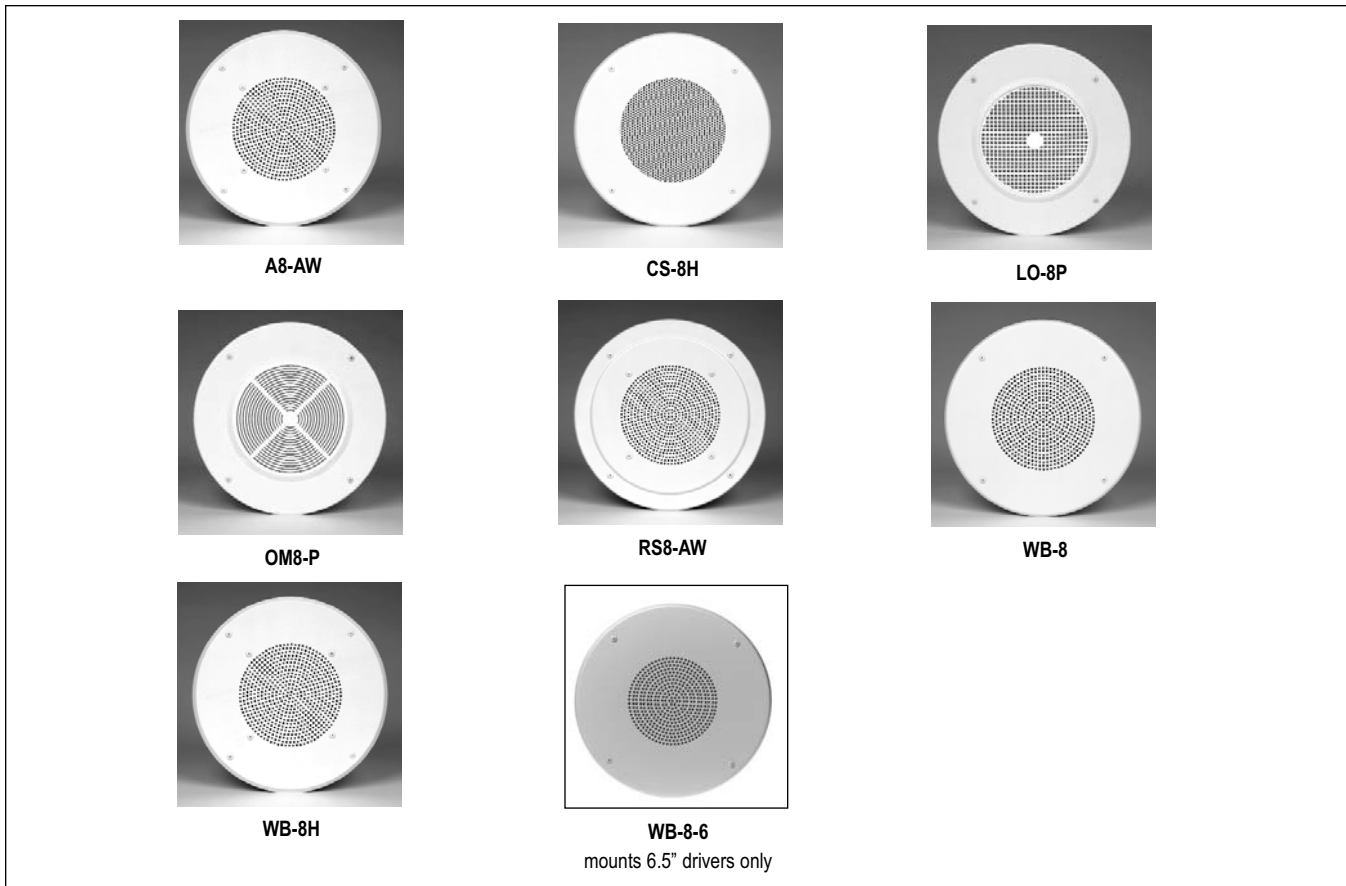 A8-AW
CS-8H
LO-8P
OM8-P
RS8-AW
WB-8
WB-8H
WB-8-6
mounts 6.5” drivers only